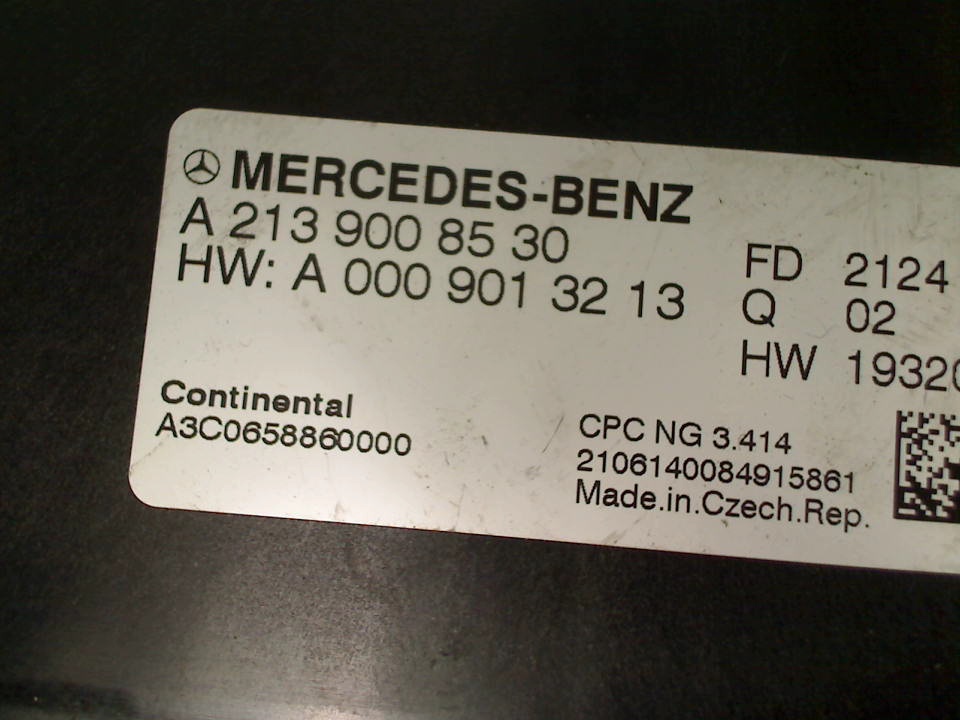 MERCEDES-BENZ
A 213 900 85 30
HW: A 000 901 32 13
FD 2124
Q 02
HW 1932
Continental
A3C0658860000
CPC NG 3.414
2106140084915861
Made.in.Czech.Rep.